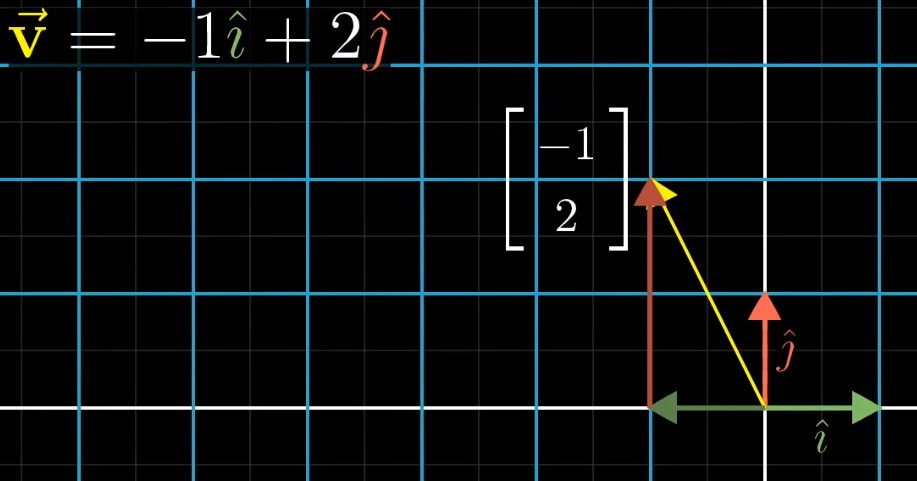 v⃗ = −1î + 2ĵ
[−1
2]
ĵ
î